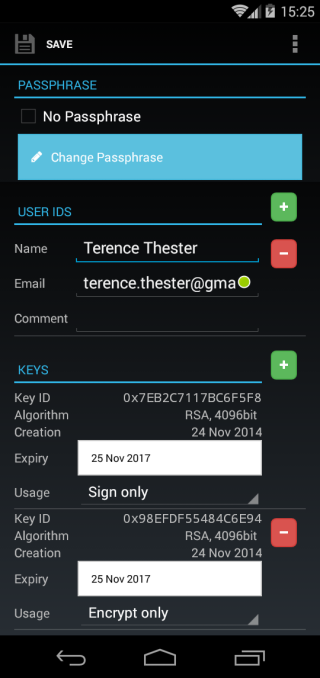 15:25
SAVE
PASSPHRASE
No Passphrase
Change Passphrase
USER IDS
Name Terence Thester
Email terence.thester@gma
Comment
KEYS
Key ID 0x7EB2C7117BC6F5F8
Algorithm RSA, 4096bit
Creation 24 Nov 2014
Expiry 25 Nov 2017
Usage Sign only
Key ID 0x98EFDF55484C6E94
Algorithm RSA, 4096bit
Creation 24 Nov 2014
Expiry 25 Nov 2017
Usage Encrypt only